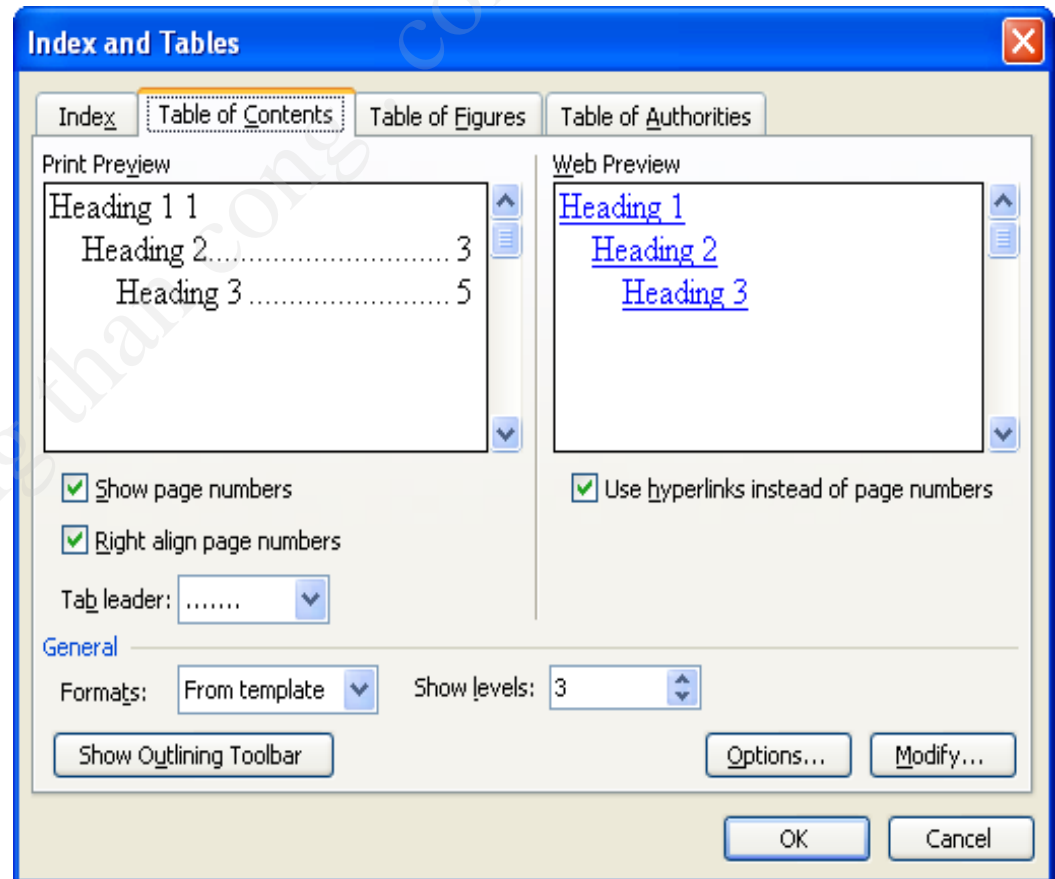 Index and Tables
Index Table of Contents Table of Figures Table of Authorities
Print Preview
Heading 1 1
Heading 2.................................... 3
Heading 3............................ 5
Web Preview
Heading 1
Heading 2
Heading 3
Show page numbers
Right align page numbers
Tab leader: .......
Use hyperlinks instead of page numbers
General
Formats: From template Show levels: 3
Show Outlining Toolbar Options... Modify...
OK Cancel
than cong . co